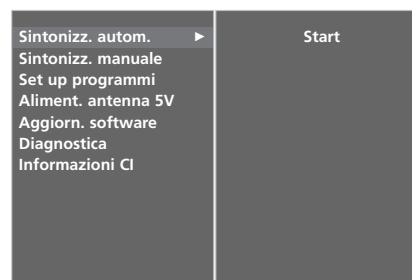 Sintonizz. autom. ► Start
Sintonizz. manuale
Set up programmi
Aliment. antenna 5V
Aggiorn. software
Diagnostica
Informazioni CI